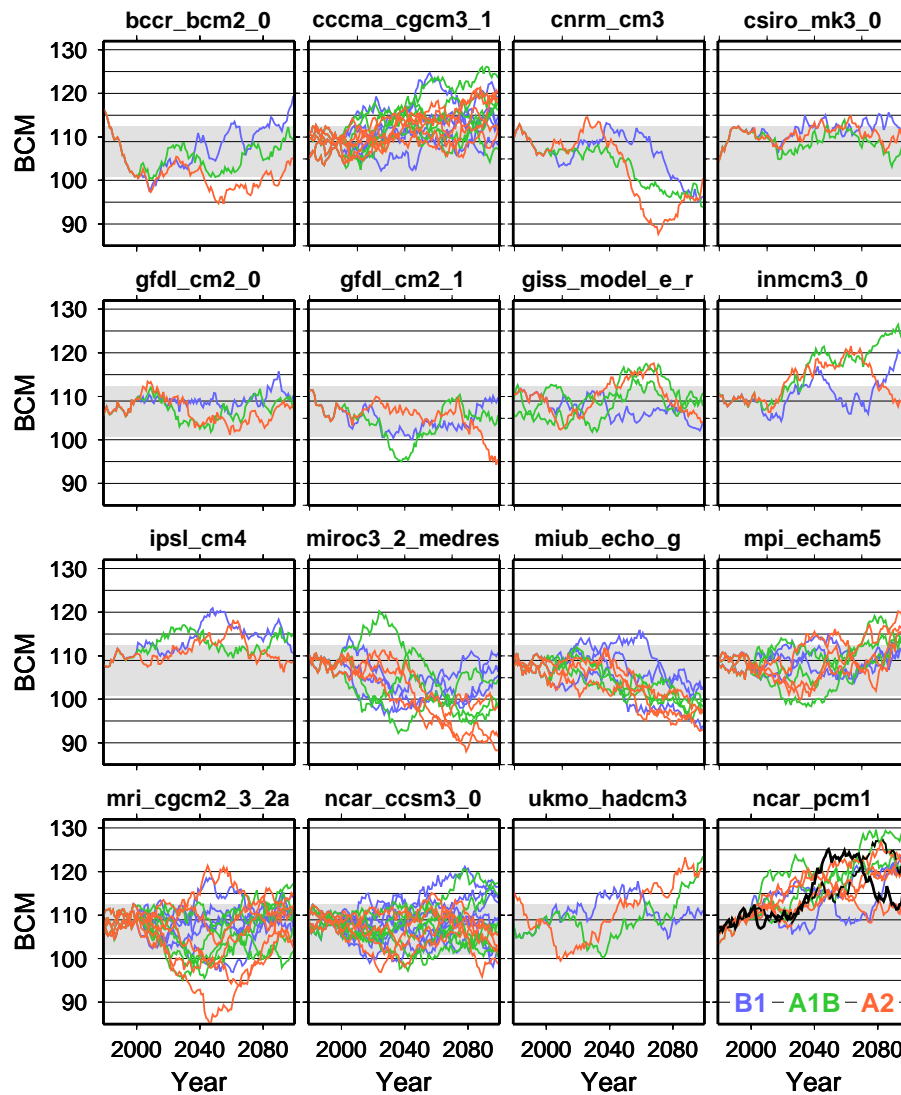 bccr_bcm2_0 cccma_cgcm3_1 cnrm_cm3 csiro_mk3_0
130
120
110
100
90
BCM
gfdl_cm2_0 gfdl_cm2_1 giss_model_e_r inmcm3_0
130
120
110
100
90
BCM
ipsl_cm4 miroc3_2_medres miub_echo_g mpi_echam5
130
120
110
100
90
BCM
mri_cgcm2_3_2a ncar_ccsm3_0 ukmo_hadcm3 ncar_pcm1
130
120
110
100
90
BCM
B1 A1B A2
2000 2040 2080 2000 2040 2080 2000 2040 2080 2000 2040 2080
Year Year Year Year